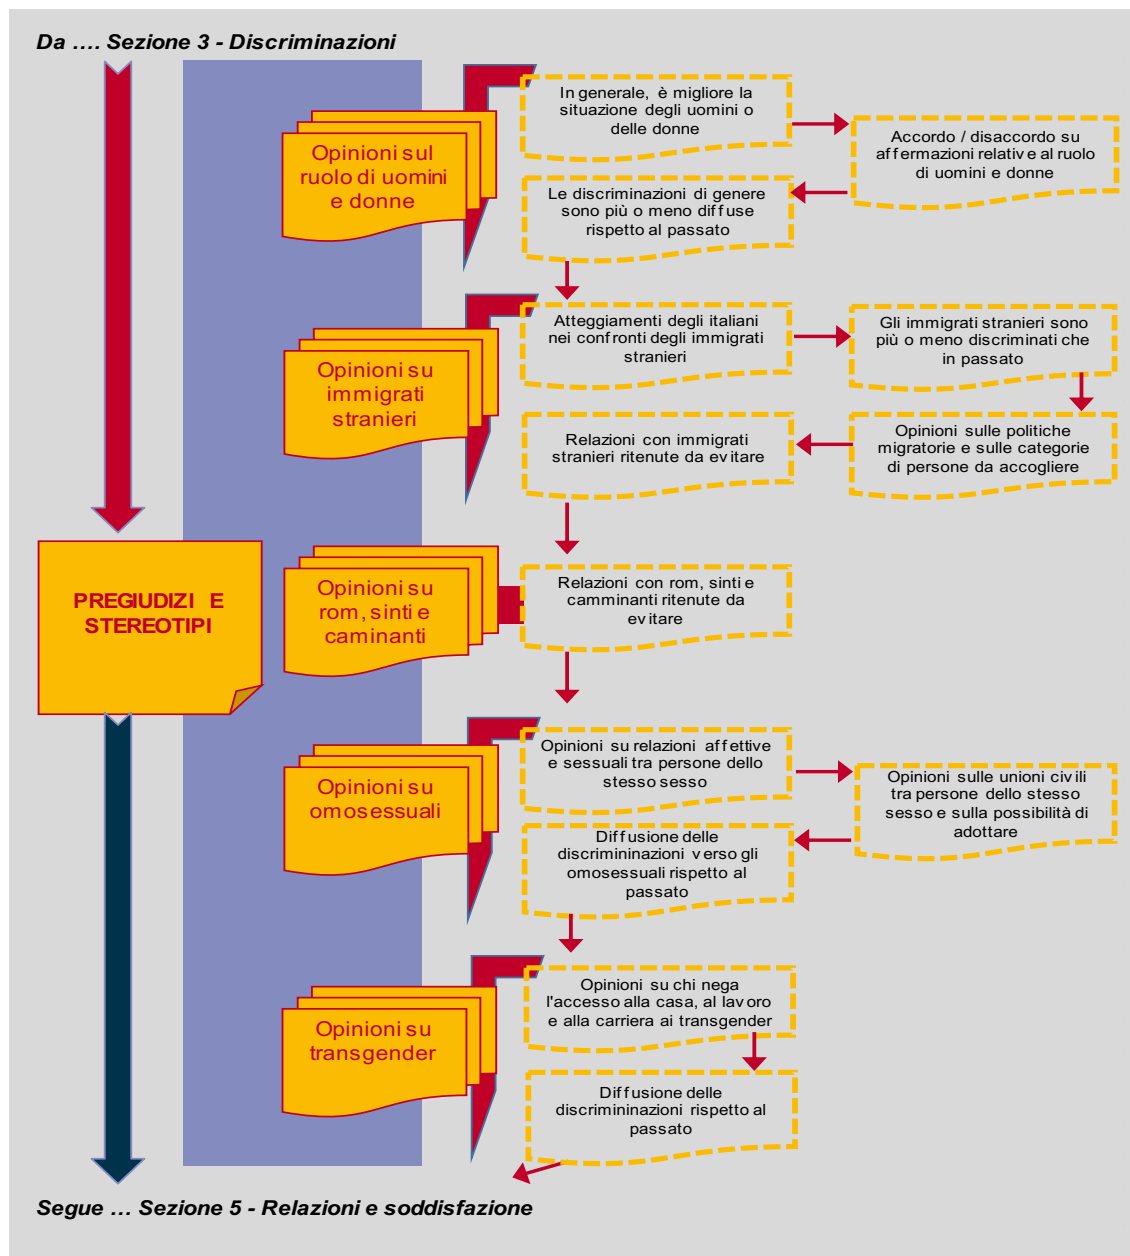 Da …. Sezione 3 - Discriminazioni
Opinioni sul
ruolo di uomini
e donne
In generale, è migliore la
situazione degli uomini o
delle donne
Accordo / disaccordo su
affermazioni relative al ruolo
di uomini e donne
Le discriminazioni di genere
sono più o meno diffuse
rispetto al passato
Opinioni su
immigrati
stranieri
Atteggiamenti degli italiani
nei confronti degli immigrati
stranieri
Gli immigrati stranieri sono
più o meno discriminati che
in passato
Opinioni sulle politiche
migratorie e sulle categorie
di persone da accogliere
Relazioni con immigrati
stranieri ritenute da evitare
PREGIUDIZI E
STEREOTIPI
Opinioni su
rom, sinti e
caminanti
Relazioni con rom, sinti e
camminanti ritenute da
evitare
Opinioni su
omosessuali
Opinioni su relazioni affettive
e sessuali tra persone dello
stesso sesso
Opinioni sulle unioni civili
tra persone dello stesso
sesso e sulla possibilità di
adottare
Diffusione delle
discrimininazioni verso gli
omosessuali rispetto al
passato
Opinioni su
transgender
Opinioni su chi nega
l'accesso alla casa, al lavoro
e alla carriera ai transgender
Diffusione delle
discrimininazioni rispetto al
passato
Segue … Sezione 5 - Relazioni e soddisfazione